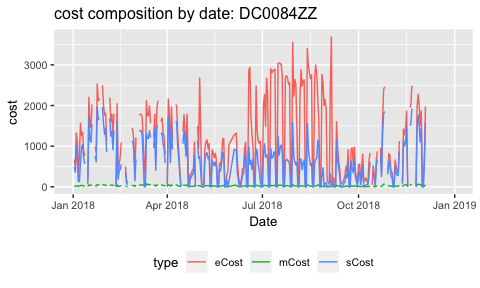 cost composition by date: DC0084ZZ
3000
2000
1000
0
cost
Jan 2018
Apr 2018
Jul 2018
Oct 2018
Jan 2019
Date
type
eCost
mCost
sCost